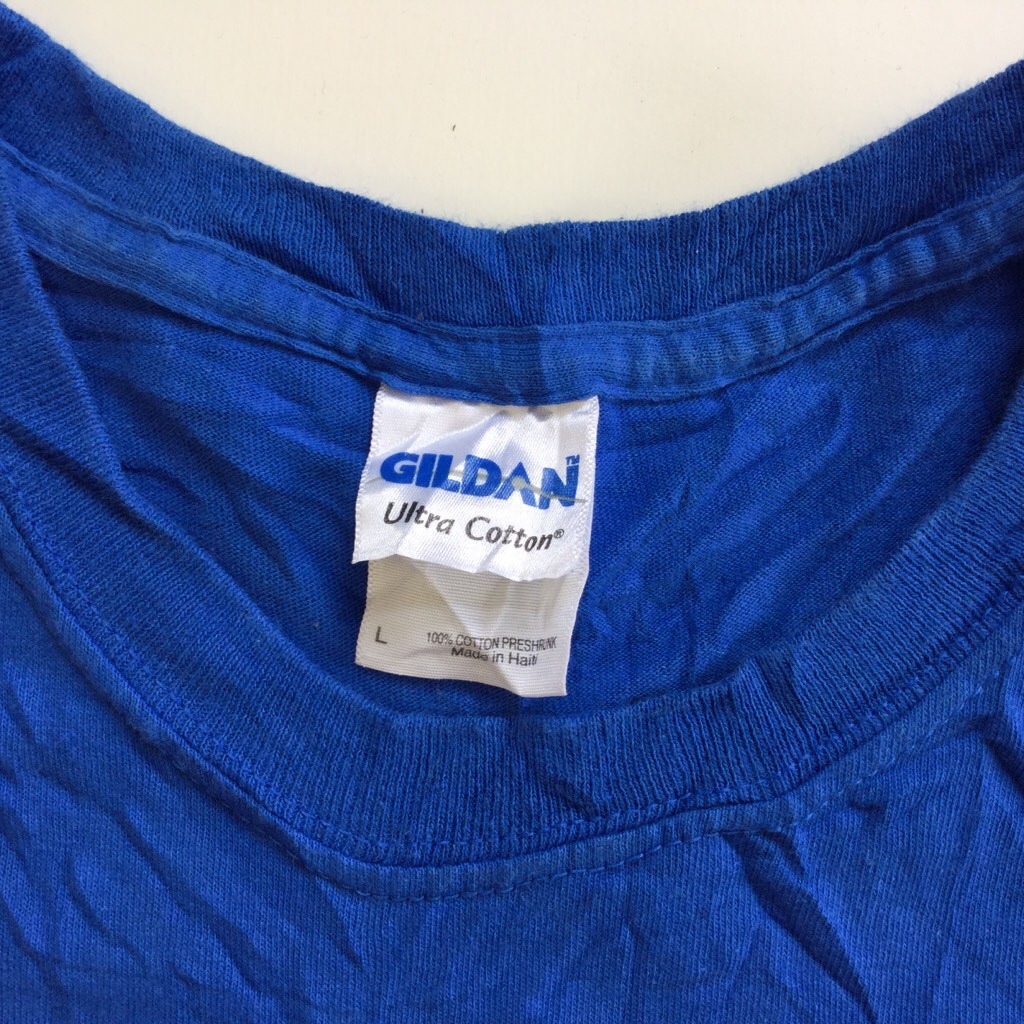 GILDAN™
Ultra Cotton®
L
100% COTTON PRESHRUNK
Made in Haiti